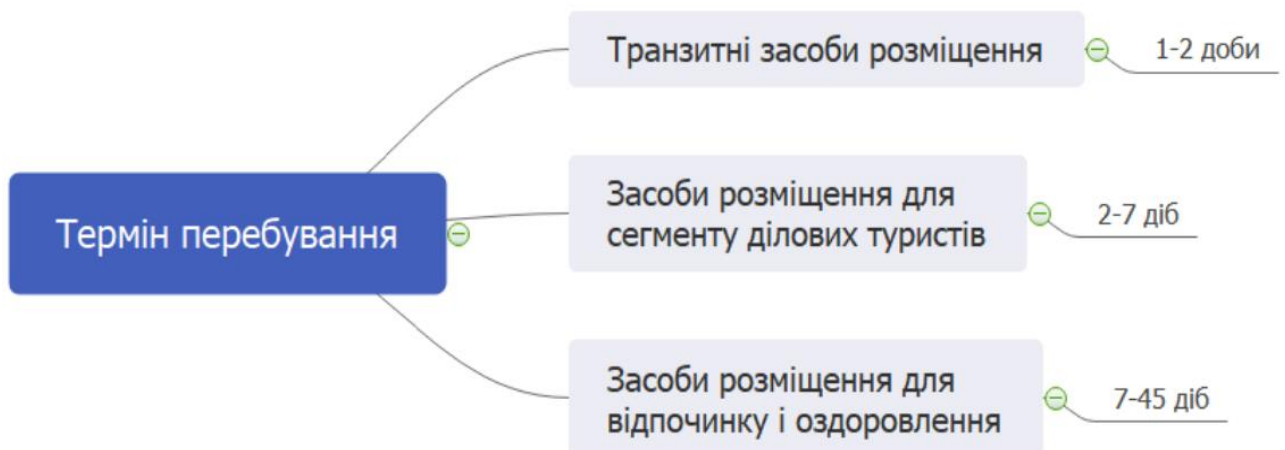 Термін перебування
Транзитні засоби розміщення
1-2 доби
Засоби розміщення для
сегменту ділових туристів
2-7 діб
Засоби розміщення для
відпочинку і оздоровлення
7-45 діб